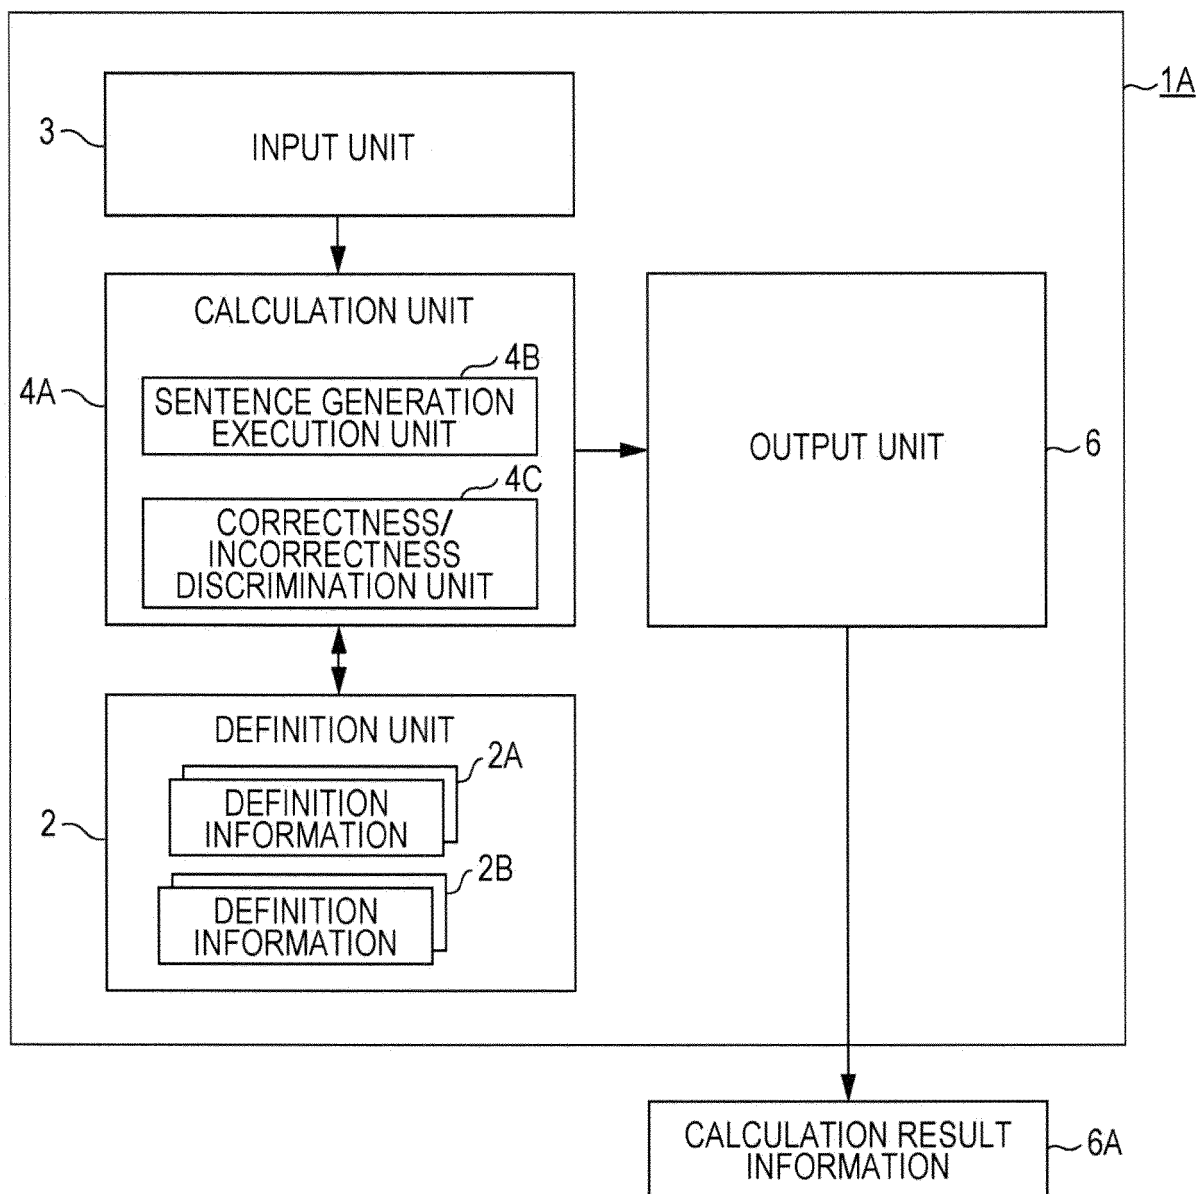 1A
3
INPUT UNIT
CALCULATION UNIT
4A
4B
SENTENCE GENERATION
EXECUTION UNIT
4C
CORRECTNESS/
INCORRECTNESS
DISCRIMINATION UNIT
OUTPUT UNIT
6
DEFINITION UNIT
2
2A
DEFINITION
INFORMATION
2B
DEFINITION
INFORMATION
CALCULATION RESULT
INFORMATION
6A